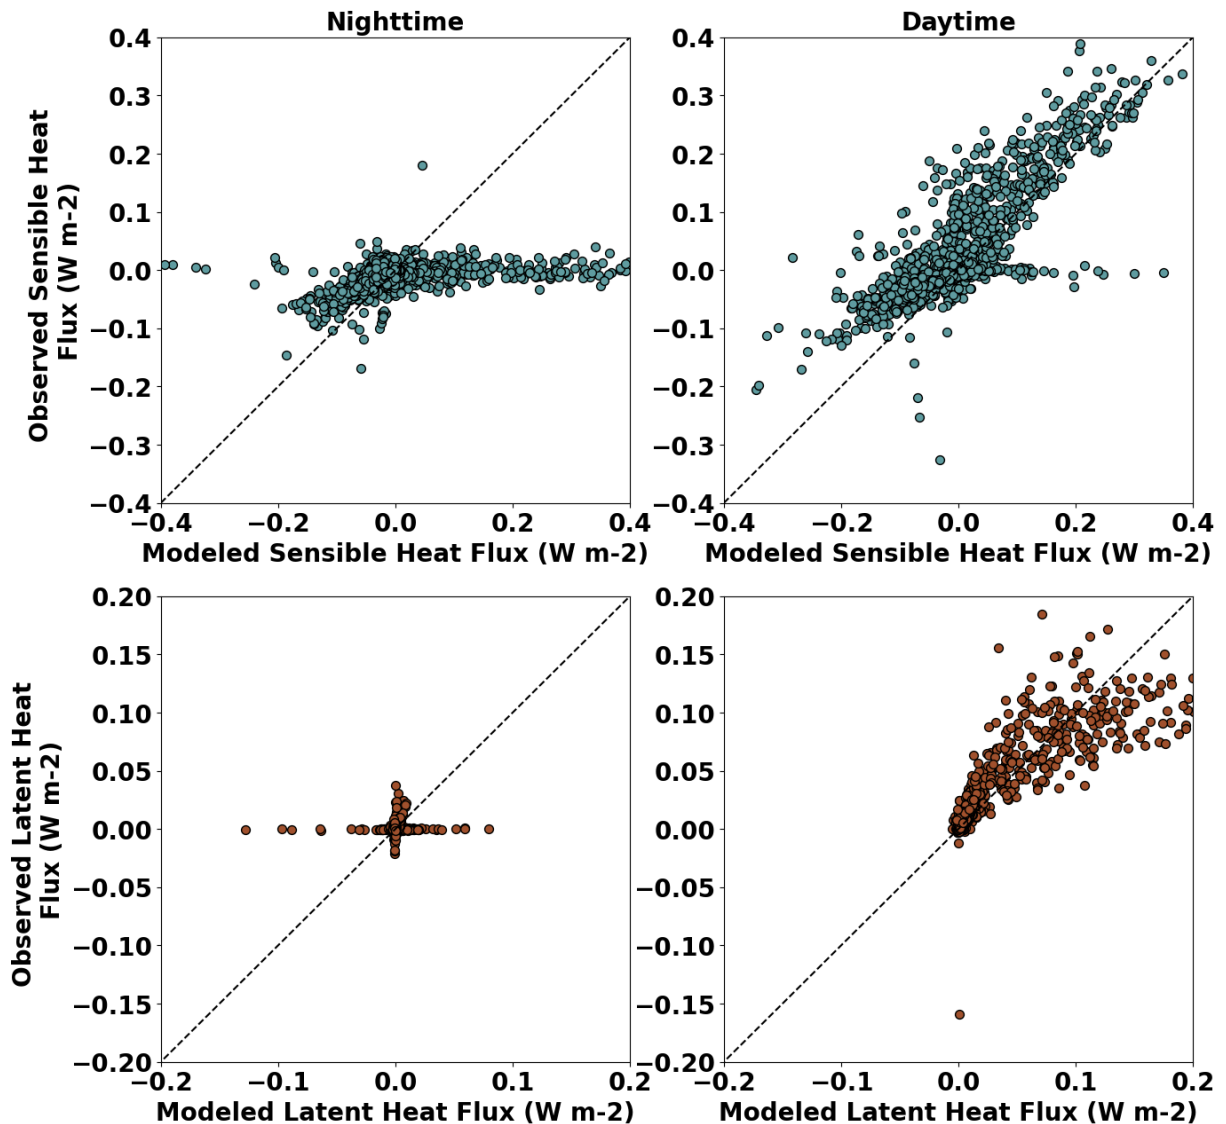 Nighttime
Daytime
0.4
0.3
0.2
0.1
0.0
−0.1
−0.2
−0.3
−0.4
Observed Sensible Heat
Flux (W m-2)
−0.4 −0.2 0.0 0.2 0.4
Modeled Sensible Heat Flux (W m-2)
0.4
0.3
0.2
0.1
0.0
−0.1
−0.2
−0.3
−0.4
−0.4 −0.2 0.0 0.2 0.4
Modeled Sensible Heat Flux (W m-2)
0.20
0.15
0.10
0.05
0.00
−0.05
−0.10
−0.15
−0.20
Observed Latent Heat
Flux (W m-2)
−0.2 −0.1 0.0 0.1 0.2
Modeled Latent Heat Flux (W m-2)
0.20
0.15
0.10
0.05
0.00
−0.05
−0.10
−0.15
−0.20
−0.2 −0.1 0.0 0.1 0.2
Modeled Latent Heat Flux (W m-2)